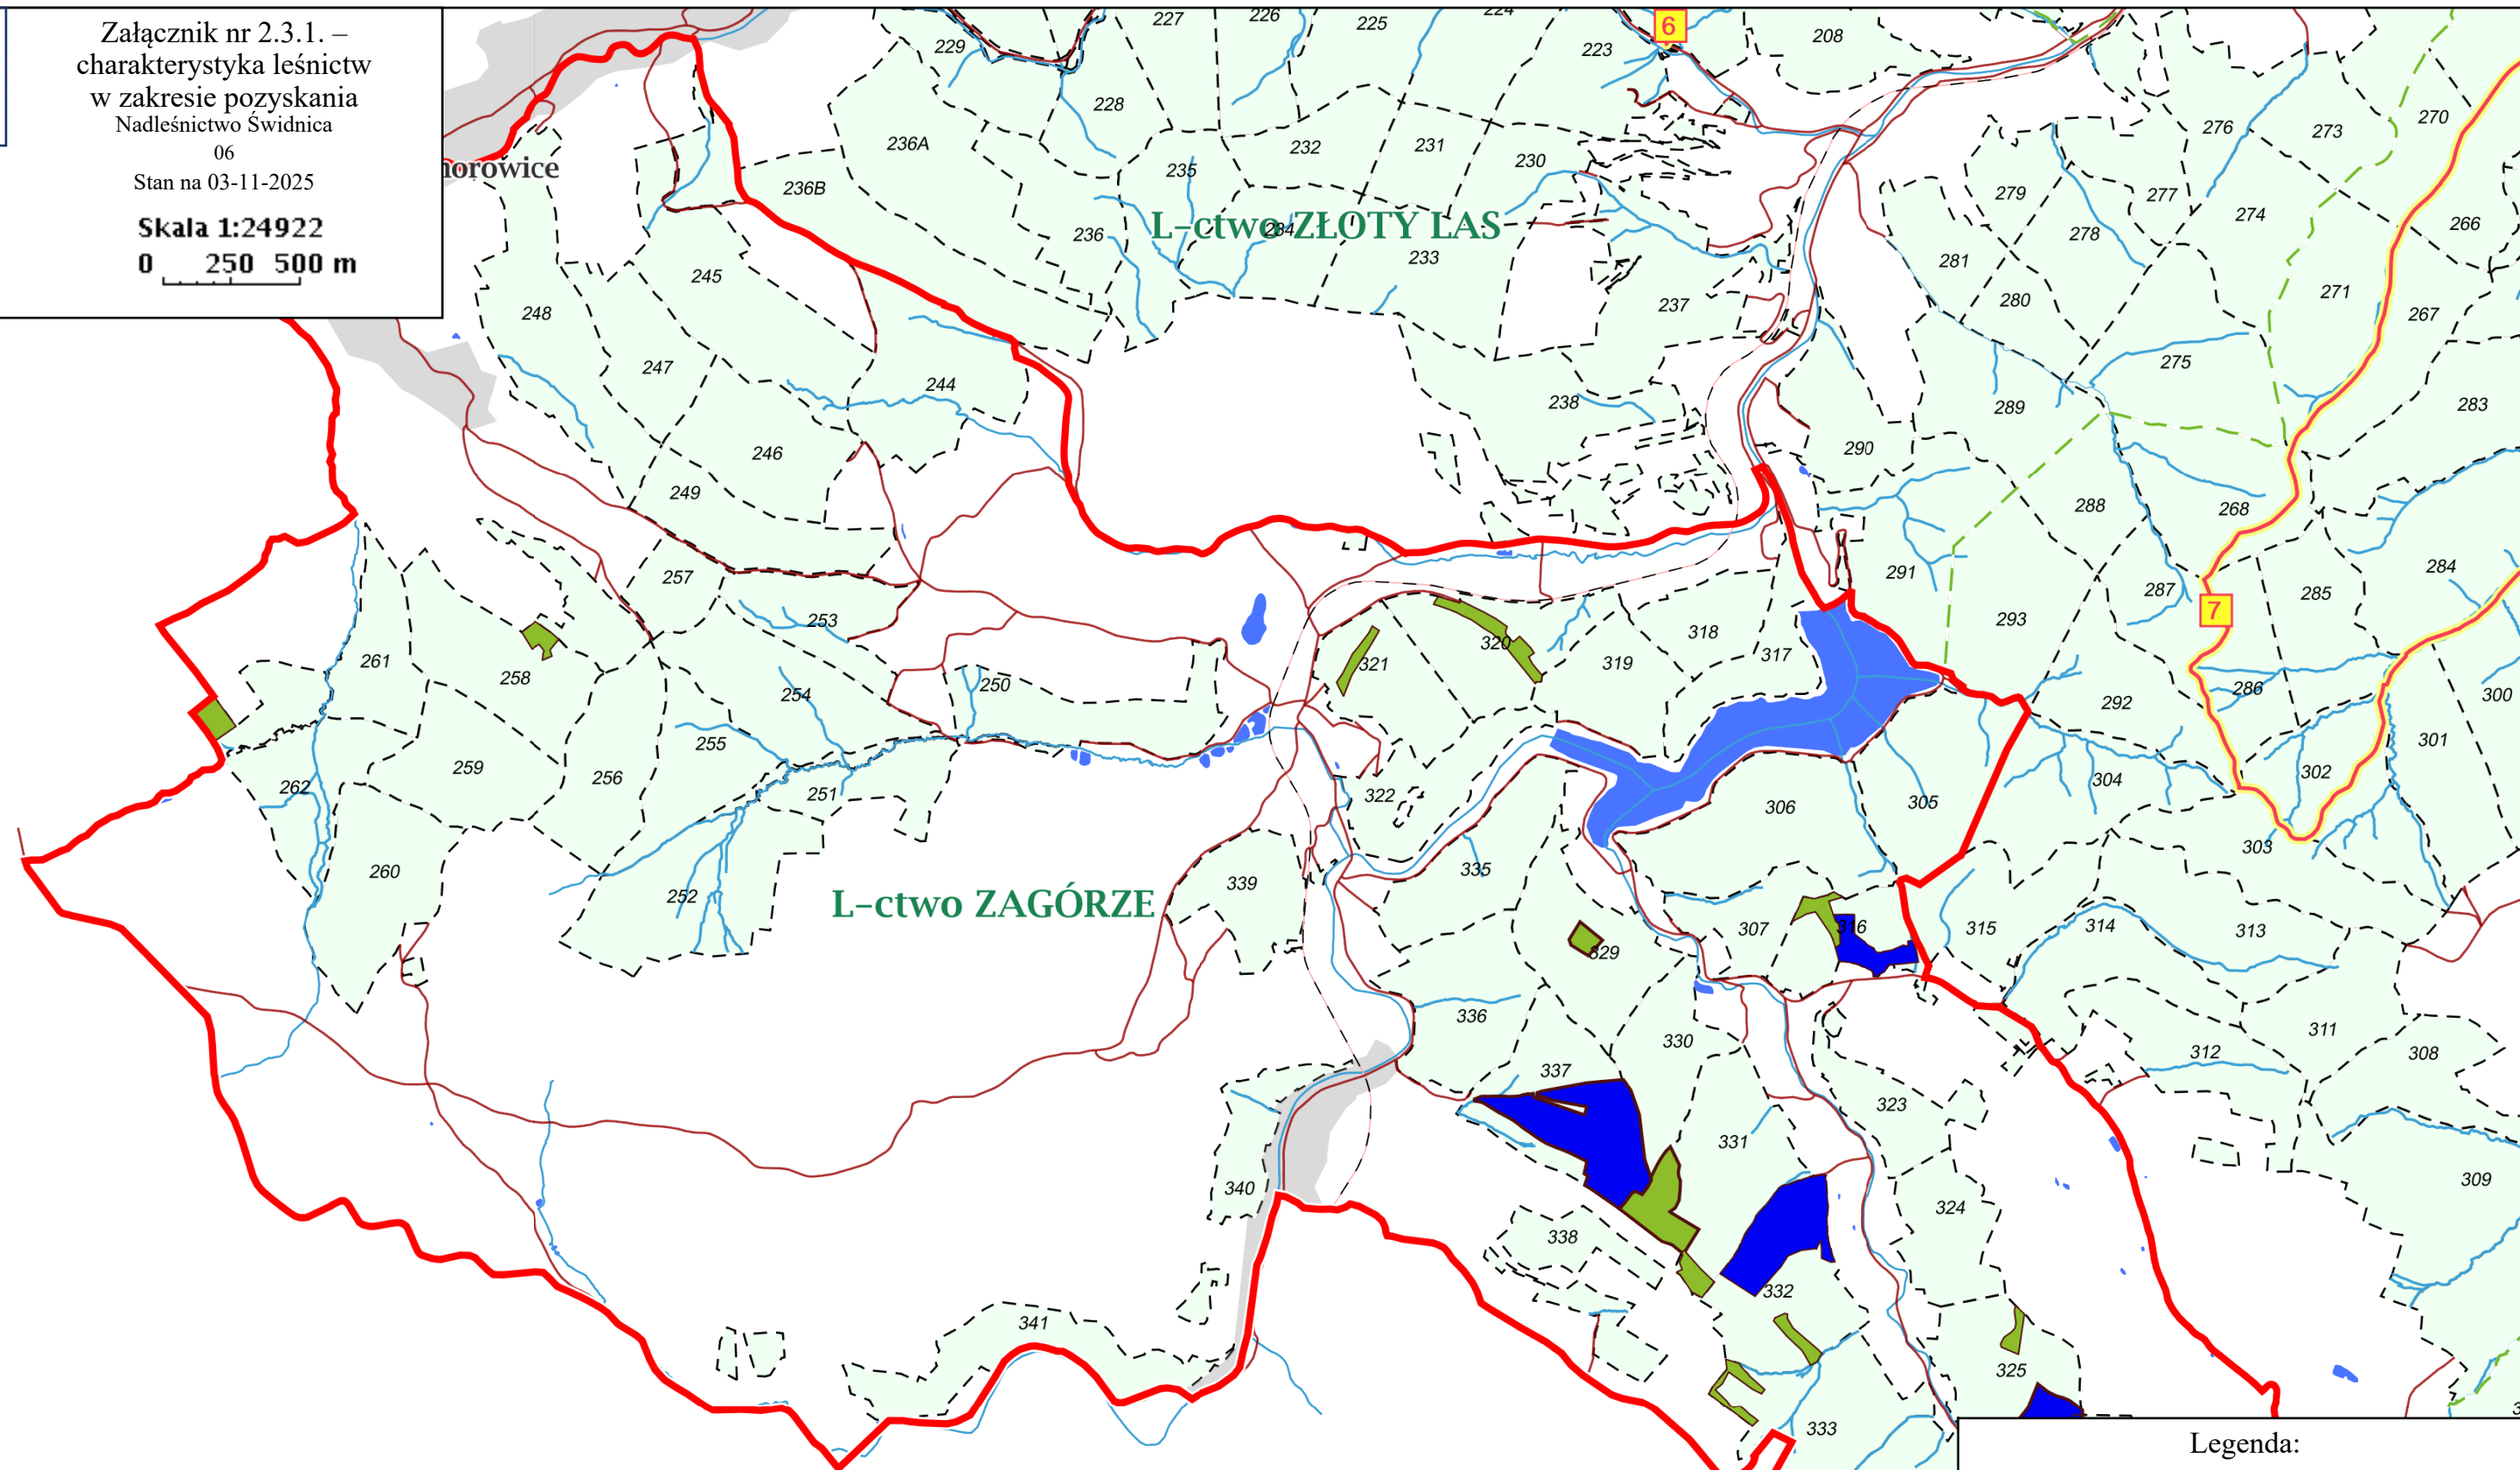 Załącznik nr 2.3.1. –
charakterystyka leśnictw
w zakresie pozyskania
Nadleśnictwo Świdnica
06
Stan na 03-11-2025
Skala 1:24922
0 250 500 m
227 226 225 224
6
229 223 208
228 270
276 273
236A 232 231 230
235
norowice
236B 279 277
274 266
L-ctwo ZŁOTY LAS
236 234 278
233 281
245 271
280
248 237 267
247 275
244
238 289 283
246 290
249 288 268
291 284
257 287 285
7
253 293
318
320
261 321 319 317
258 250 286 300
254 292
255 301
259 256 302
262 251 322 304
306 305
303
260 335
339
252
L-ctwo ZAGÓRZE
307 316 315 314 313
329
336 311
330
312 308
337
323
331
340 309
324
338
332
341
325
333
Legenda: